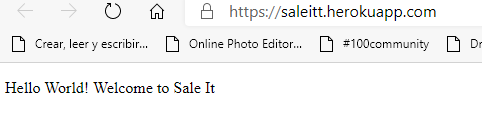 https://saleitt.herokuapp.com
Crear, leer y escribir... Online Photo Editor... #100community
Hello World! Welcome to Sale It